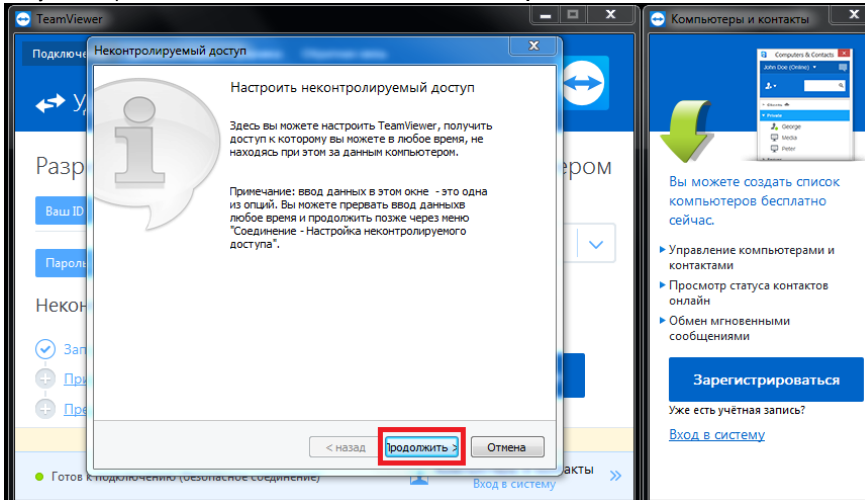 TeamViewer
Подключе
Неконтролируемый доступ
Разр
ером
Ваш ID
Пароль
Некон
Зап
При
Пре
Настроить неконтролируемый доступ
Здесь вы можете настроить TeamViewer, получить
доступ к которому вы можете в любое время, не
находясь при этом за данным компьютером.
Примечание: ввод данных в этом окне - это одна
из опций. Вы можете прервать ввод данныхв
любое время и продолжить позже через меню
"Соединение - Настройка неконтролируемого
доступа".
< назад
Продолжить >
Отмена
Готов к подключению (безопасное соединение)
акты
Вход в систему
Компьютеры и контакты
Computers & Contacts
John Doe (Online)
Private
George
Media
Peter
Вы можете создать список
компьютеров бесплатно
сейчас.
Управление компьютерами и
контактами
Просмотр статуса контактов
онлайн
Обмен мгновенными
сообщениями
Зарегистрироваться
Уже есть учётная запись?
Вход в систему